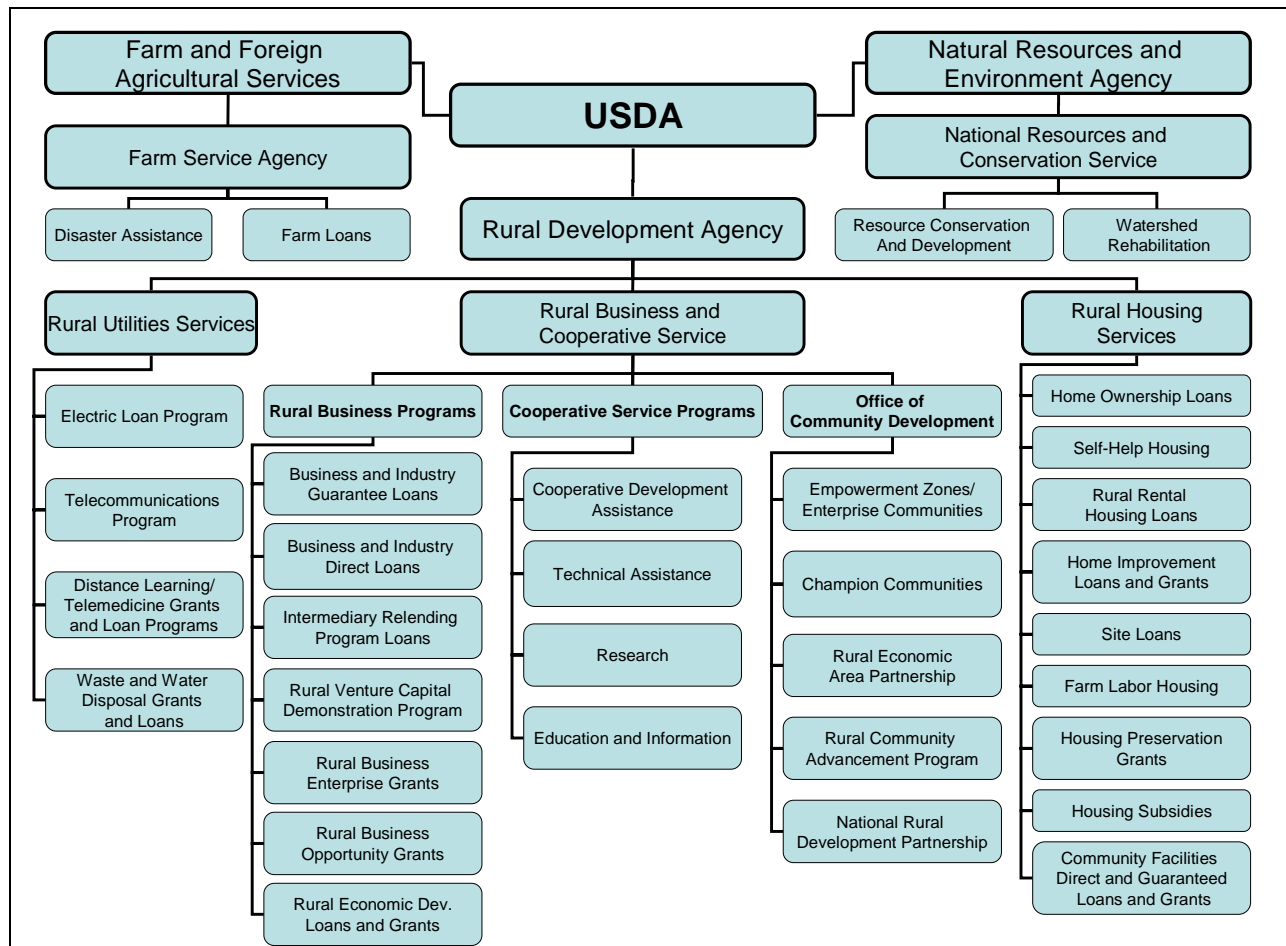 Farm and Foreign
Agricultural Services
Natural Resources and
Environment Agency
USDA
Farm Service Agency
National Resources and
Conservation Service
Disaster Assistance
Farm Loans
Rural Development Agency
Resource Conservation
And Development
Watershed
Rehabilitation
Rural Utilities Services
Rural Business and
Cooperative Service
Rural Housing
Services
Electric Loan Program
Telecommunications
Program
Distance Learning/
Telemedicine Grants
and Loan Programs
Waste and Water
Disposal Grants
and Loans
Rural Business Programs
Business and Industry
Guarantee Loans
Business and Industry
Direct Loans
Intermediary Relending
Program Loans
Rural Venture Capital
Demonstration Program
Rural Business
Enterprise Grants
Rural Business
Opportunity Grants
Rural Economic Dev.
Loans and Grants
Cooperative Service Programs
Cooperative Development
Assistance
Technical Assistance
Research
Education and Information
Office of
Community Development
Empowerment Zones/
Enterprise Communities
Champion Communities
Rural Economic
Area Partnership
Rural Community
Advancement Program
National Rural
Development Partnership
Home Ownership Loans
Self-Help Housing
Rural Rental
Housing Loans
Home Improvement
Loans and Grants
Site Loans
Farm Labor Housing
Housing Preservation
Grants
Housing Subsidies
Community Facilities
Direct and Guaranteed
Loans and Grants